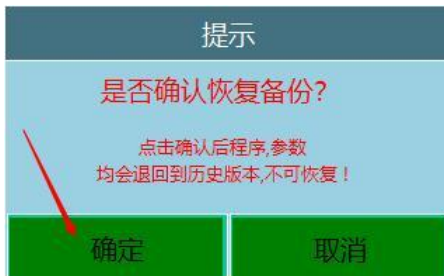 提示
是否确认恢复备份?
点击确认后程序,参数
均会退回到历史版本,不可恢复!
确定
取消